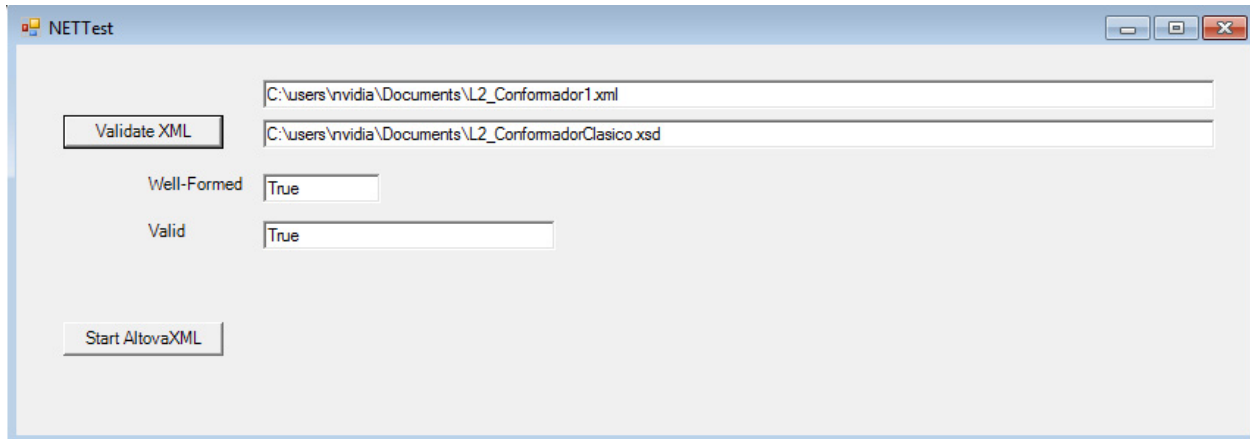 NETTest
C:\users\nvidia\Documents\L2_Conformador1.xml
Validate XML
C:\users\nvidia\Documents\L2_ConformadorClasico.xsd
Well-Formed
True
Valid
True
Start AltovaXML